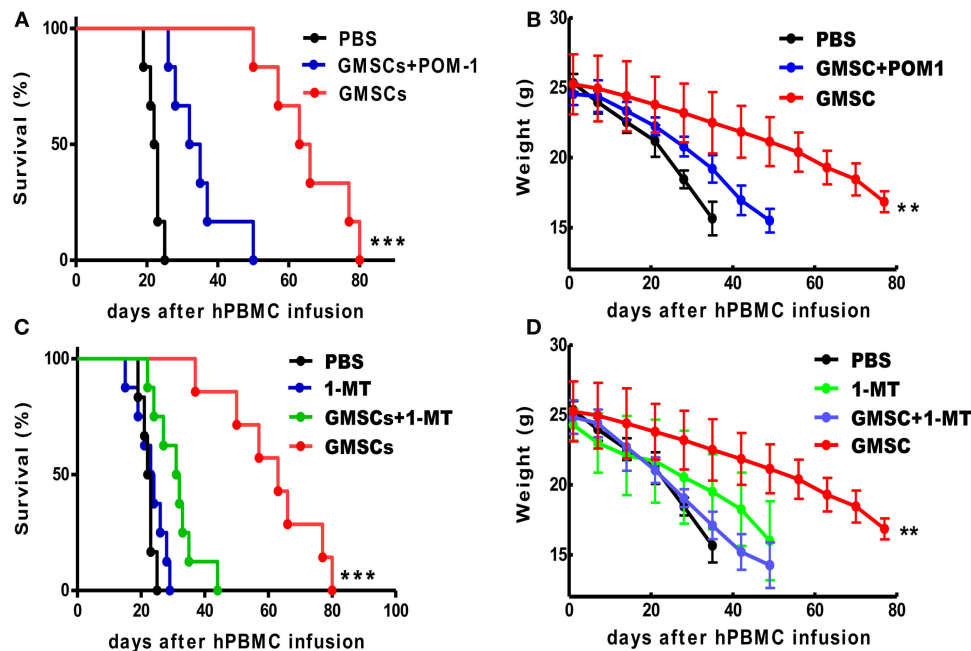 A
Survival (%)
100
50
0
0 20 40 60 80
days after hPBMC infusion
PBS
GMSCs+POM-1
GMSCs
***
B
Weight (g)
30
25
20
15
0 20 40 60 80
days after hPBMC infusion
PBS
GMSC+POM1
GMSC
**
C
Survival (%)
100
50
0
0 20 40 60 80 100
days after hPBMC infusion
PBS
1-MT
GMSCs+1-MT
GMSCs
***
D
Weight (g)
30
25
20
15
0 20 40 60 80
days after hPBMC infusion
PBS
1-MT
GMSC+1-MT
GMSC
**